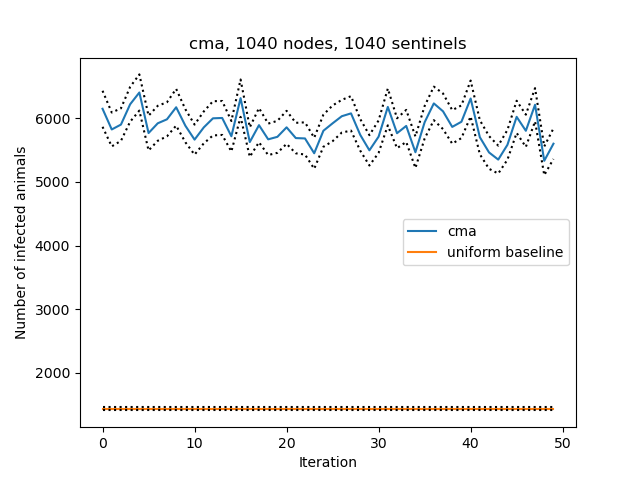 cma, 1040 nodes, 1040 sentinels
Number of infected animals
6000
5000
4000
3000
2000
cma
uniform baseline
0
10
20
30
40
50
Iteration